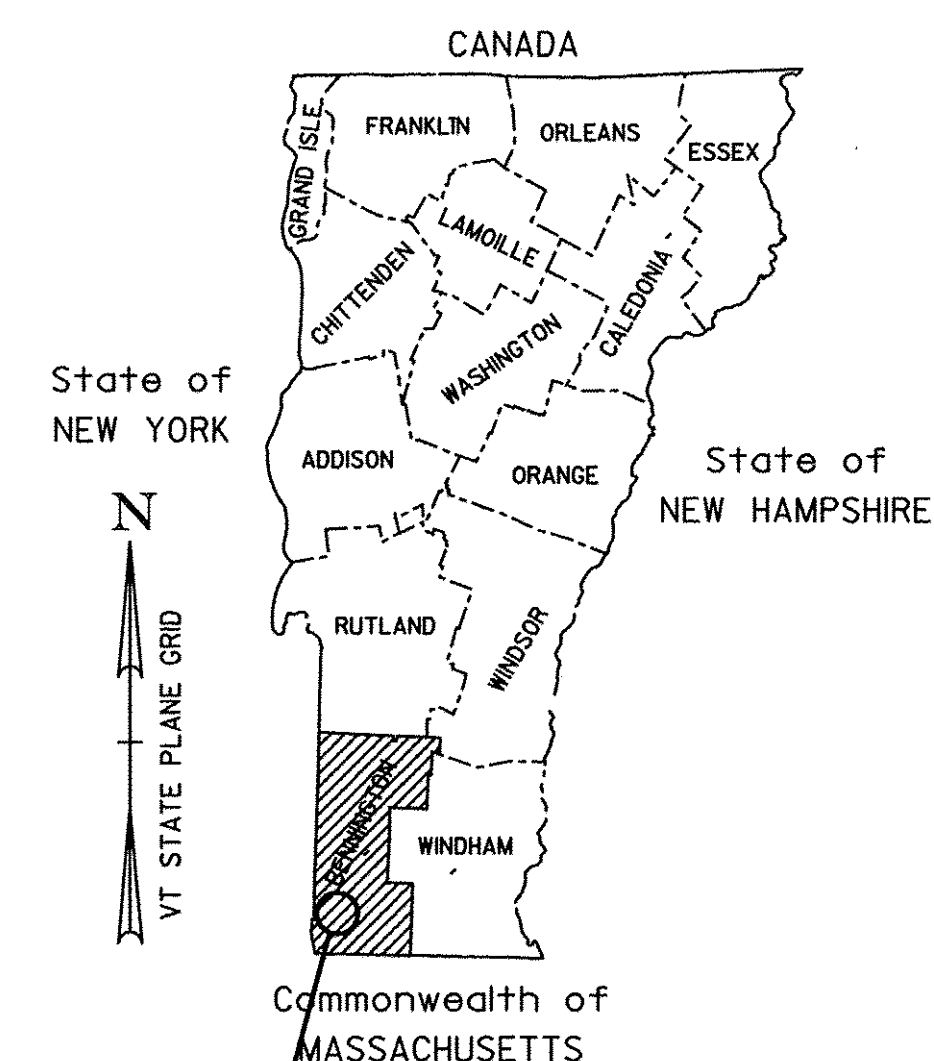 CANADA
FRANKLIN
ORLEANS
ESSEX
GRAND ISLE
LAMOILLE
CHITTENDEN
CALEDONIA
WASHINGTON
State of
NEW YORK
ADDISON
ORANGE
State of
NEW HAMPSHIRE
N
RUTLAND
WINDSOR
VT STATE PLANE GRID
BENNINGTON
WINDHAM
Commonwealth of
MASSACHUSETTS